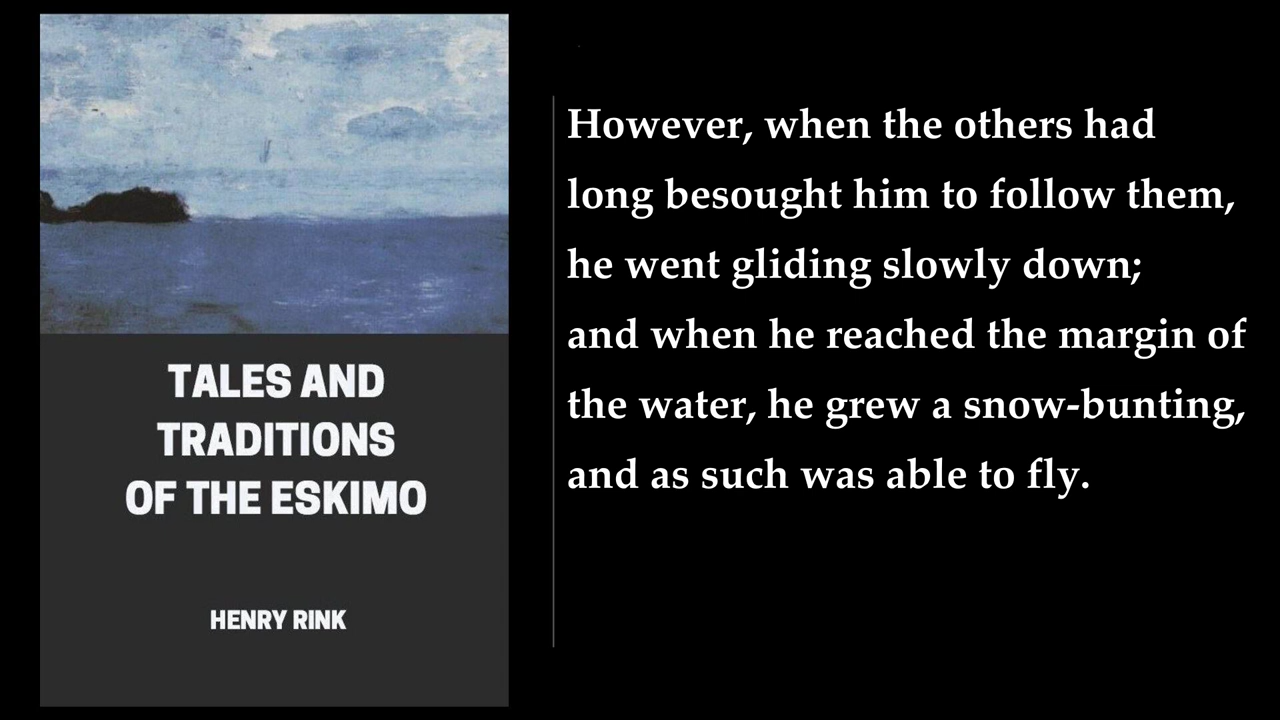 TALES AND
TRADITIONS
OF THE ESKIMO
HENRY RINK
However, when the others had
long besought him to follow them,
he went gliding slowly down;
and when he reached the margin of
the water, he grew a snow-bunting,
and as such was able to fly.